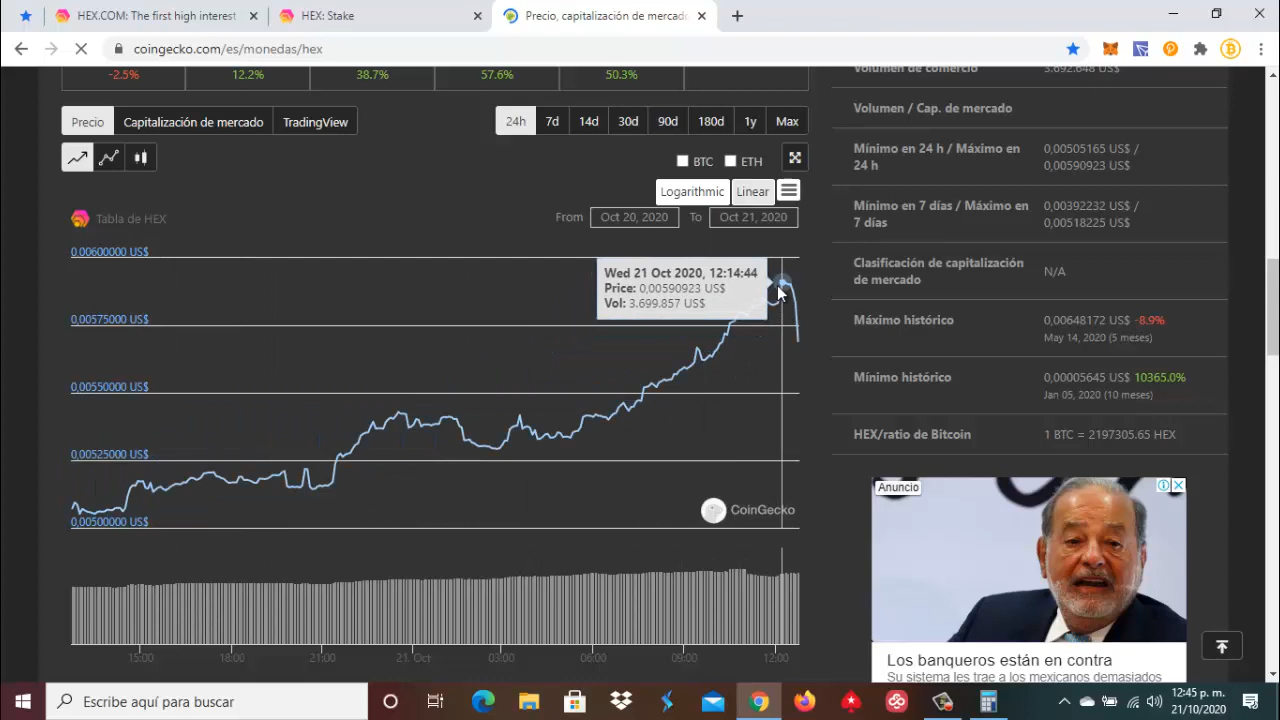 HEX.COM: The first high interest
HEX: Stake
Precio, capitalización de mercado
coingecko.com/es/monedas/hex
-2.5% 12.2% 38.7% 57.6% 50.3%
Precio Capitalización de mercado TradingView
24h 7d 14d 30d 90d 180d 1y Max
BTC ETH
Logarithmic Linear
Tabla de HEX
From Oct 20, 2020 To Oct 21, 2020
0,00600000 US$
Wed 21 Oct 2020, 12:14:44
Price: 0,00590923 US$
Vol: 3.699.857 US$
0,00575000 US$
0,00550000 US$
0,00525000 US$
0,00500000 US$
CoinGecko
15:00 18:00 21:00 21. Oct 03:00 06:00 09:00 12:00
Volumen de comercio 3.692.648 US$
Volumen / Cap. de mercado
Mínimo en 24 h / Máximo en 24 h
0,00505165 US$ /
0,00590923 US$
Mínimo en 7 días / Máximo en 7 días
0,00392232 US$ /
0,00518225 US$
Clasificación de capitalización de mercado
N/A
Máximo histórico 0,00648172 US$ -8.9%
May 14, 2020 (5 meses)
Mínimo histórico 0,00005645 US$ 10365.0%
Jan 05, 2020 (10 meses)
HEX/ratio de Bitcoin 1 BTC = 2197305.65 HEX
Anuncio
Los banqueros están en contra
Su sistema les trae a los mexicanos demasiados
Escribe aquí para buscar
12:45 p. m.
21/10/2020